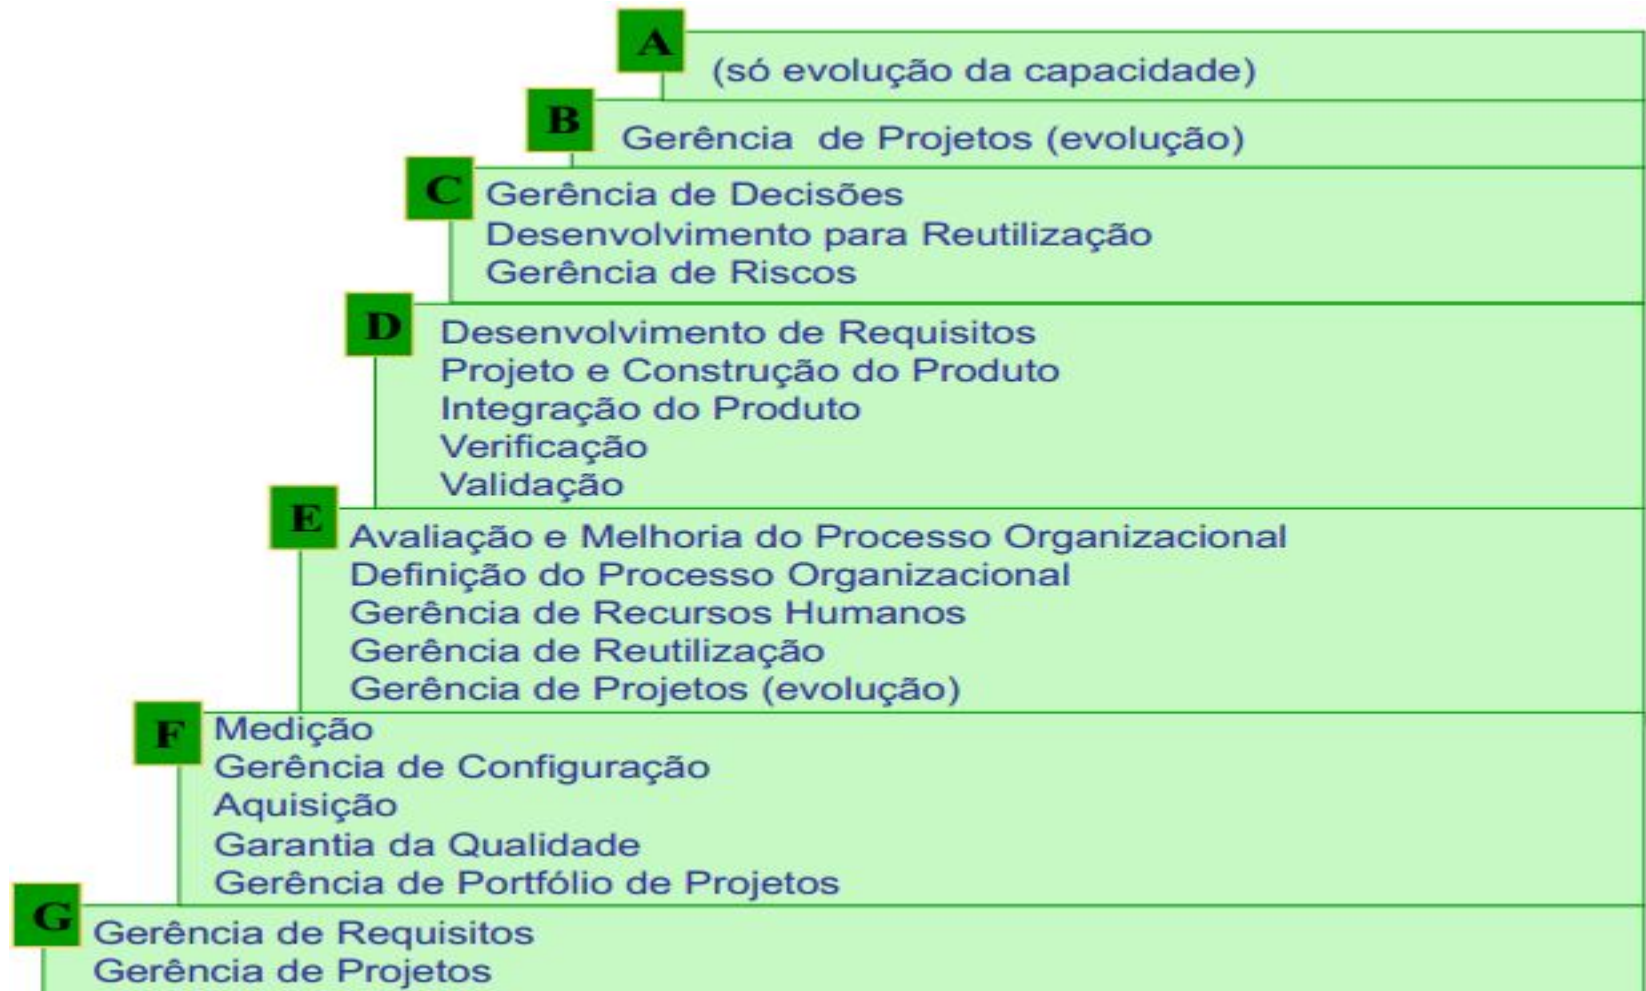 A
(só evolução da capacidade)
B
Gerência de Projetos (evolução)
C
Gerência de Decisões
Desenvolvimento para Reutilização
Gerência de Riscos
D
Desenvolvimento de Requisitos
Projeto e Construção do Produto
Integração do Produto
Verificação
Validação
E
Avaliação e Melhoria do Processo Organizacional
Definição do Processo Organizacional
Gerência de Recursos Humanos
Gerência de Reutilização
Gerência de Projetos (evolução)
F
Medição
Gerência de Configuração
Aquisição
Garantia da Qualidade
Gerência de Portfólio de Projetos
G
Gerência de Requisitos
Gerência de Projetos